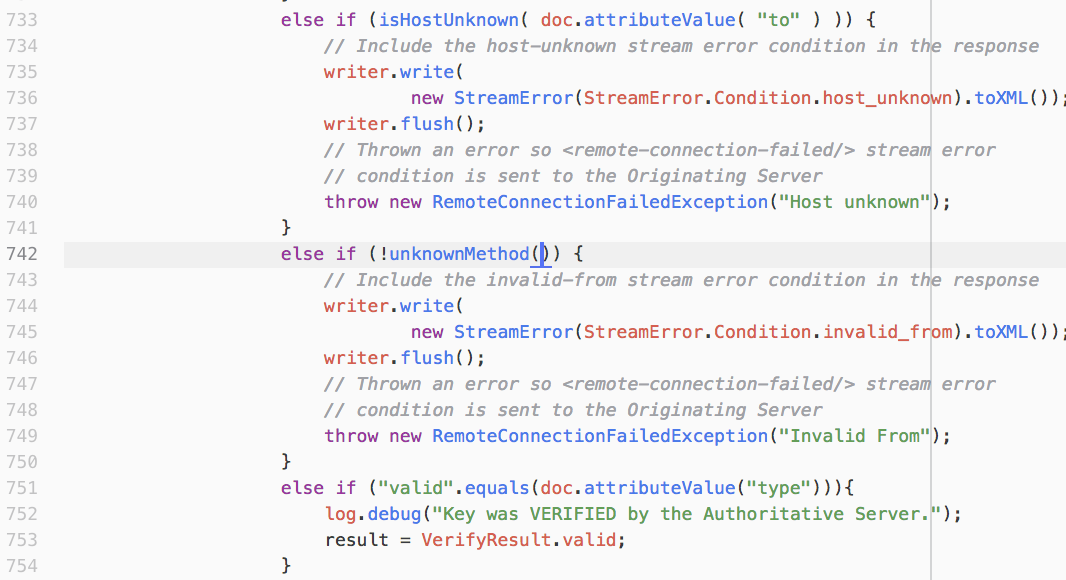 733 else if (isHostUnknown( doc.attributeValue( "to" ) )) {
734 // Include the host-unknown stream error condition in the response
735 writer.write(
736 new StreamError(StreamError.Condition.host_unknown).toXML());
737 writer.flush();
738 // Thrown an error so <remote-connection-failed/> stream error
739 // condition is sent to the Originating Server
740 throw new RemoteConnectionFailedException("Host unknown");
741 }
742 else if (!unknownMethod()) {
743 // Include the invalid-from stream error condition in the response
744 writer.write(
745 new StreamError(StreamError.Condition.invalid_from).toXML());
746 writer.flush();
747 // Thrown an error so <remote-connection-failed/> stream error
748 // condition is sent to the Originating Server
749 throw new RemoteConnectionFailedException("Invalid From");
750 }
751 else if ("valid".equals(doc.attributeValue("type"))){
752 log.debug("Key was VERIFIED by the Authoritative Server.");
753 result = VerifyResult.valid;
754 }